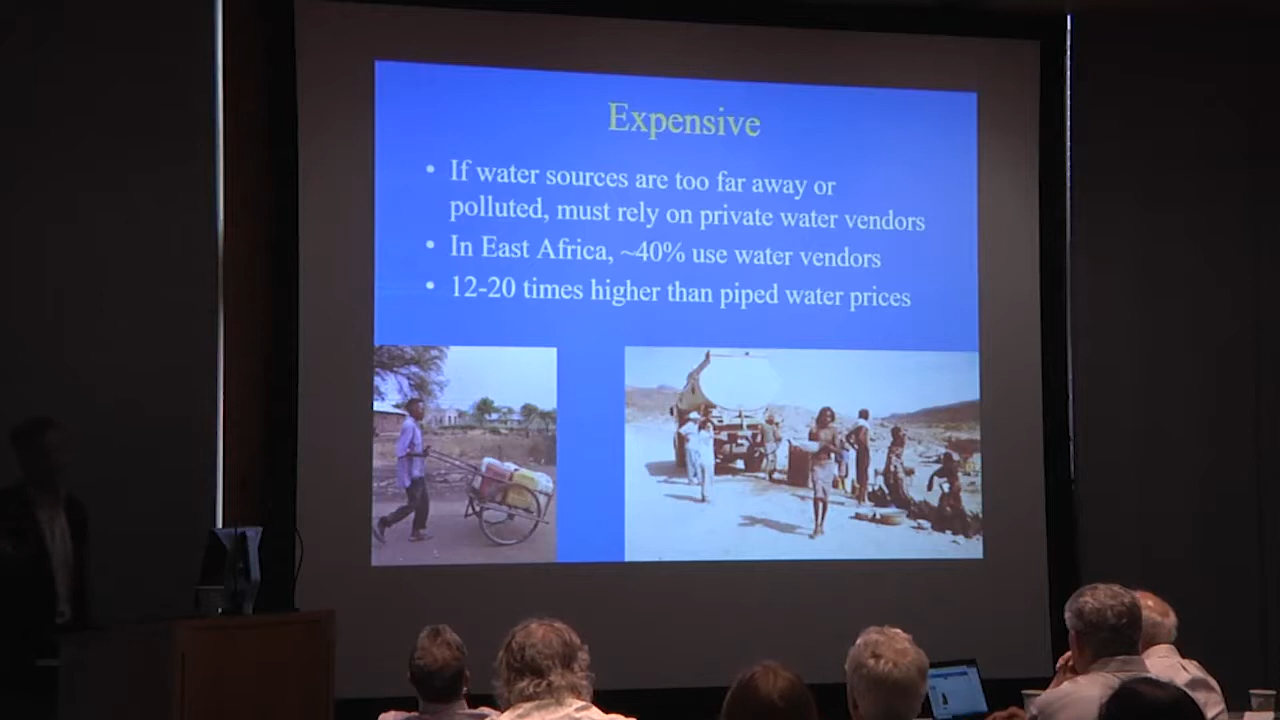 Expensive
• If water sources are too far away or
polluted, must rely on private water vendors
• In East Africa, ~40% use water vendors
• 12-20 times higher than piped water prices